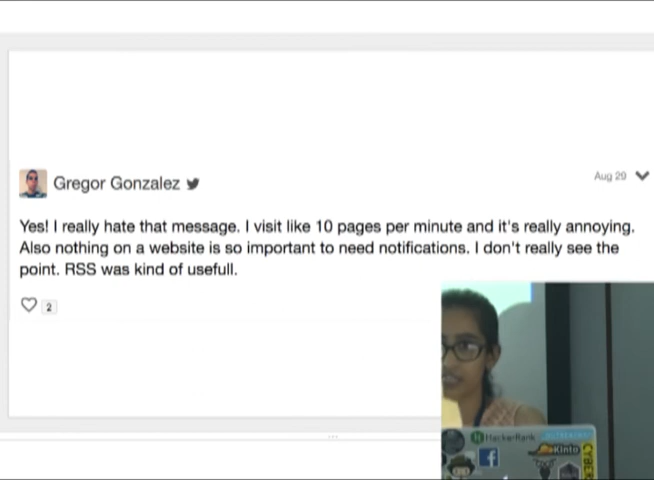 Gregor Gonzalez
Aug 29
Yes! I really hate that message. I visit like 10 pages per minute and it's really annoying.
Also nothing on a website is so important to need notifications. I don't really see the
point. RSS was kind of usefull.
2
HackerRank
Kinto
CYBER